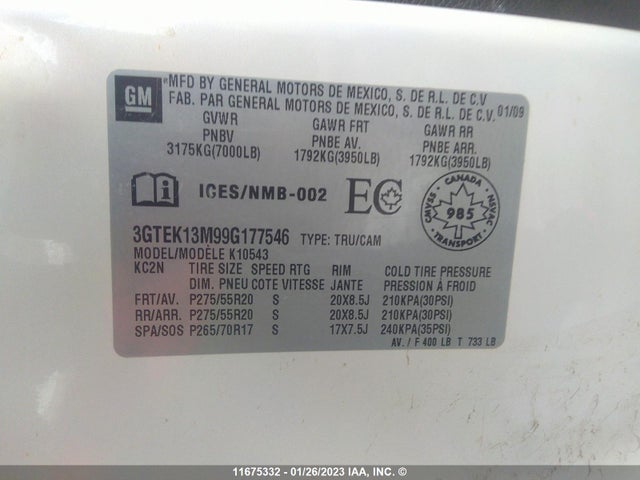 GM
MFD BY GENERAL MOTORS DE MEXICO, S. DE R.L. DE C.V
FAB. PAR GENERAL MOTORS DE MEXICO, S. DE R.L. DE C.V. 01/09
GVWR GAWR FRT GAWR RR
PNBV PNBE AV. PNBE ARR.
3175KG(7000LB) 1792KG(3950LB) 1792KG(3950LB)
i ICES/NMB-002 EC CANADA CMVSS NSVAC 985 TRANSPORT
3GTEK13M99G177546 TYPE: TRU/CAM
MODEL/MODÈLE K10543
KC2N TIRE SIZE SPEED RTG RIM COLD TIRE PRESSURE
DIM. PNEU COTE VITESSE JANTE PRESSION À FROID
FRT/AV. P275/55R20 S 20X8.5J 210KPA(30PSI)
RR/ARR. P275/55R20 S 20X8.5J 210KPA(30PSI)
SPA/SOS P265/70R17 S 17X7.5J 240KPA(35PSI)
AV. / F 400 LB T 733 LB
11675332 - 01/26/2023 IAA, INC. ©